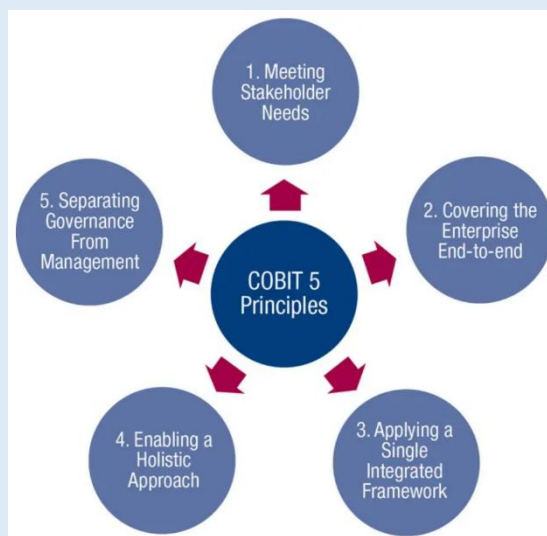 1. Meeting
Stakeholder
Needs
5. Separating
Governance
From
Management
2. Covering the
Enterprise
End-to-end
COBIT 5
Principles
4. Enabling a
Holistic
Approach
3. Applying a
Single
Integrated
Framework